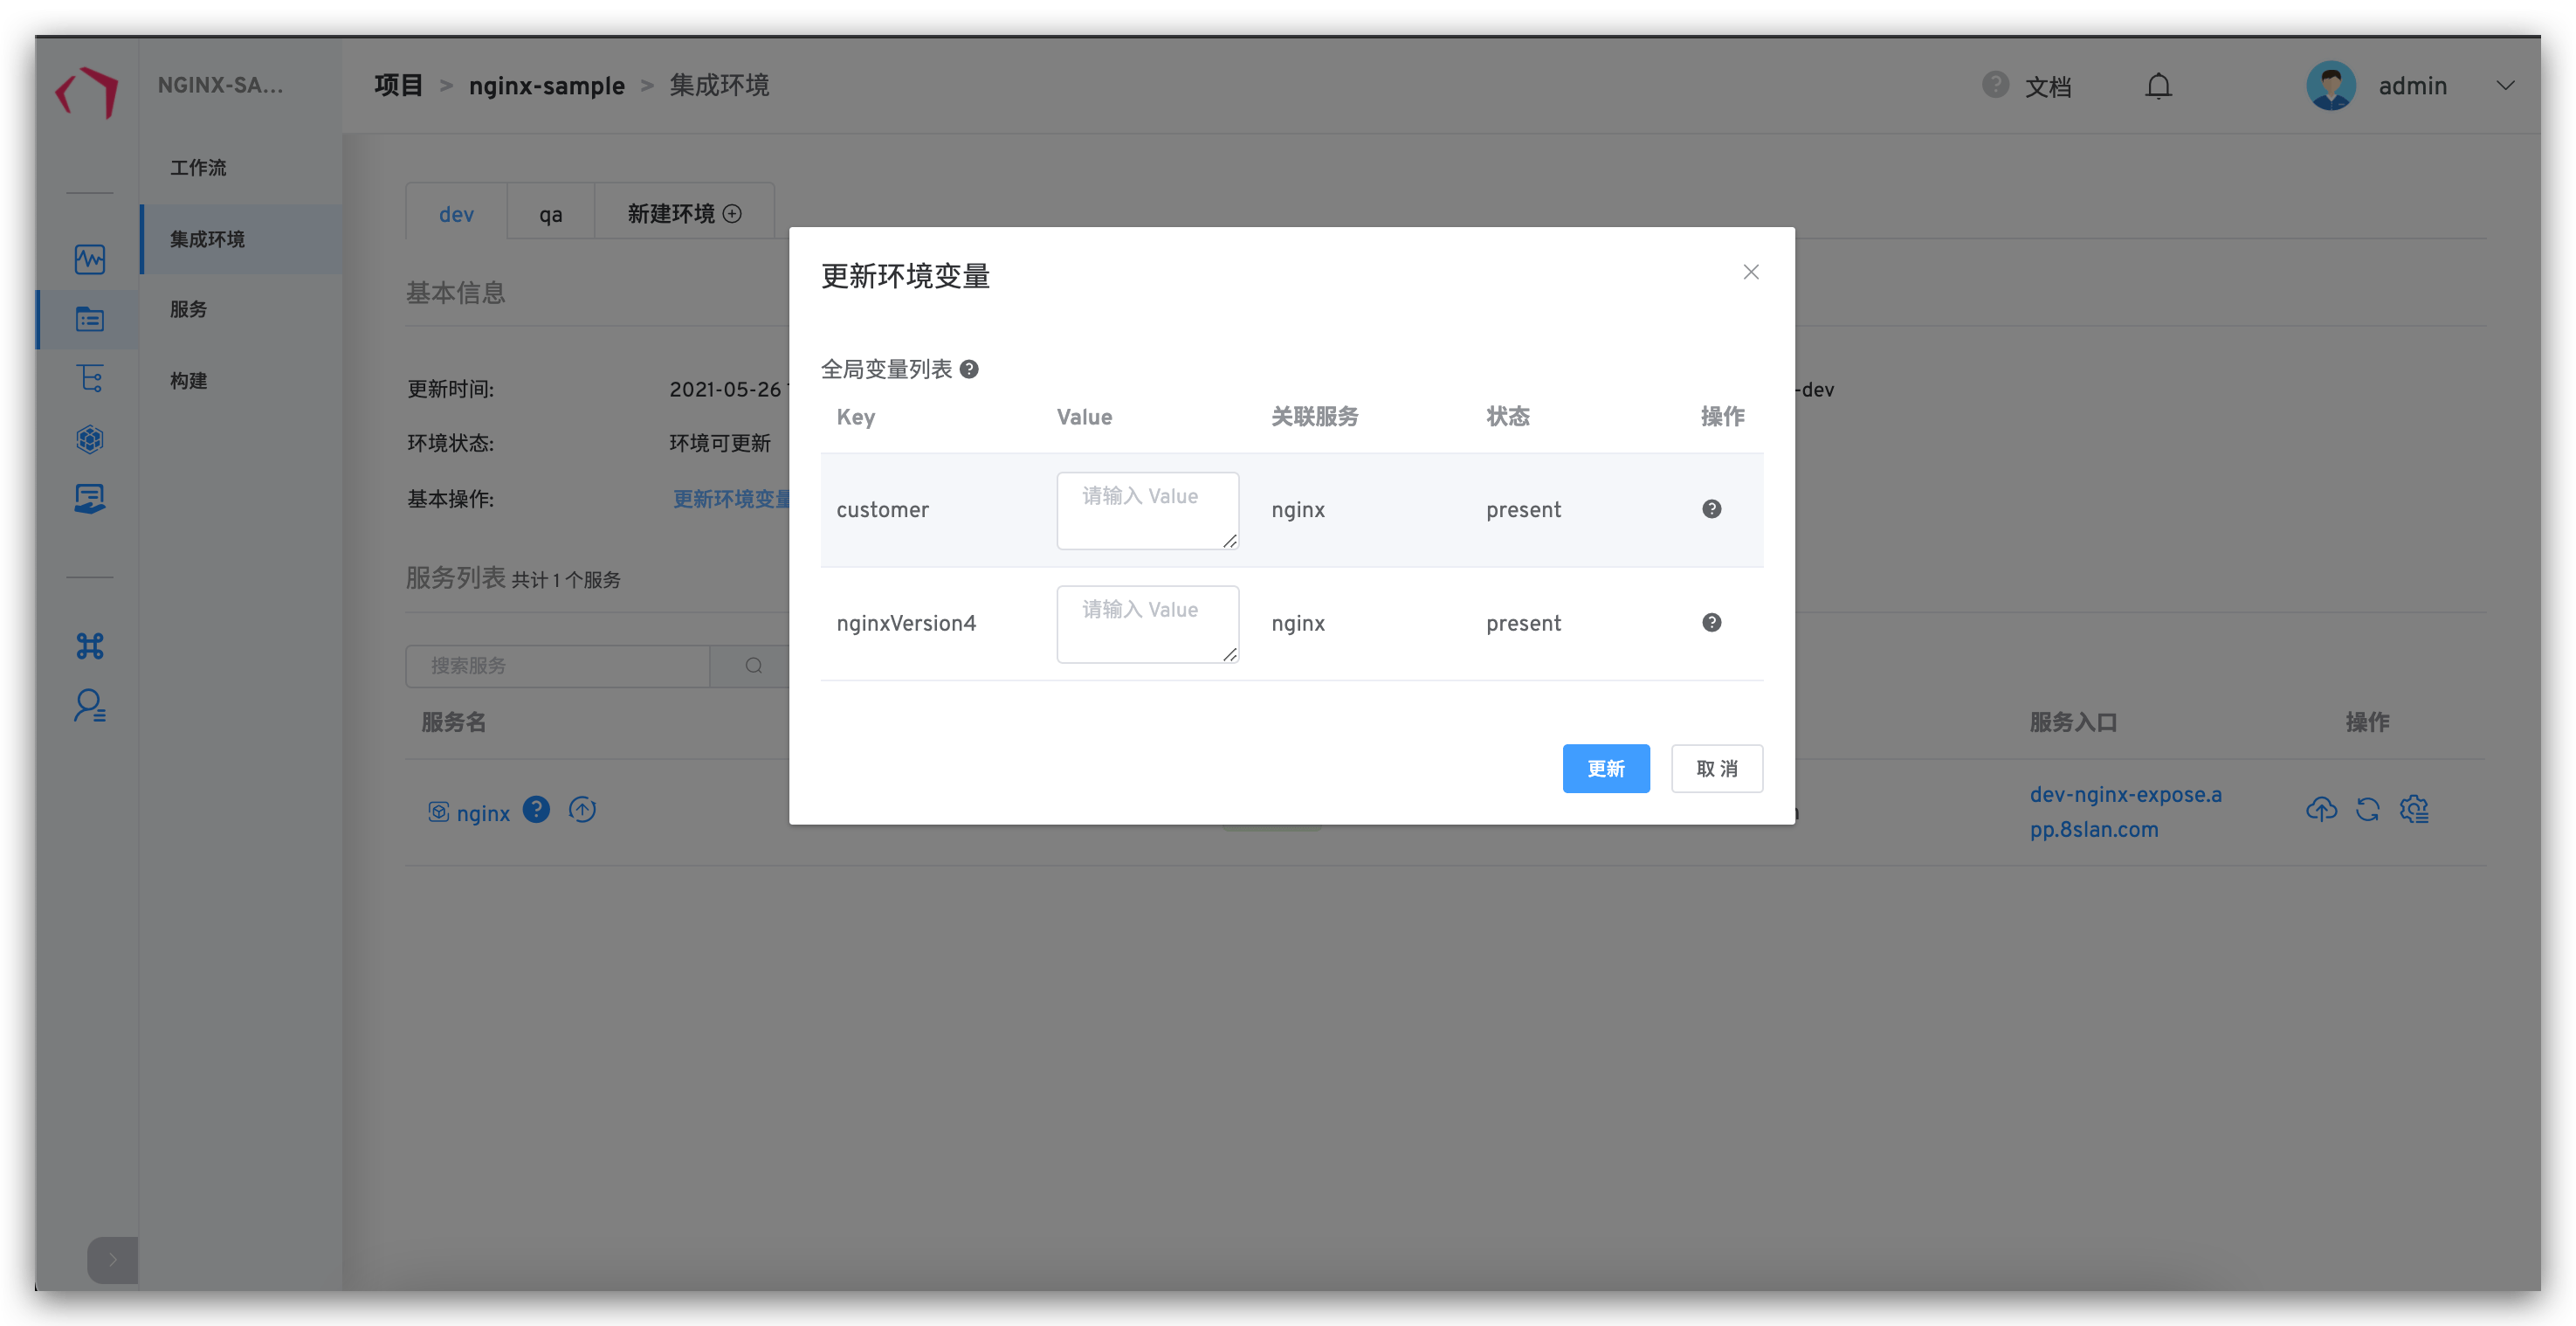 NGINX-SA...
项目 > nginx-sample > 集成环境
文档
admin
工作流
集成环境
服务
构建
dev
qa
新建环境
基本信息
更新时间:
2021-05-26
-dev
环境状态:
环境可更新
基本操作:
更新环境变量
服务列表 共计 1 个服务
搜索服务
服务名
服务入口
操作
nginx
dev-nginx-expose.a
pp.8slan.com
更新环境变量
全局变量列表
Key Value 关联服务 状态 操作
customer 请输入 Value nginx present
nginxVersion4 请输入 Value nginx present
更新 取 消